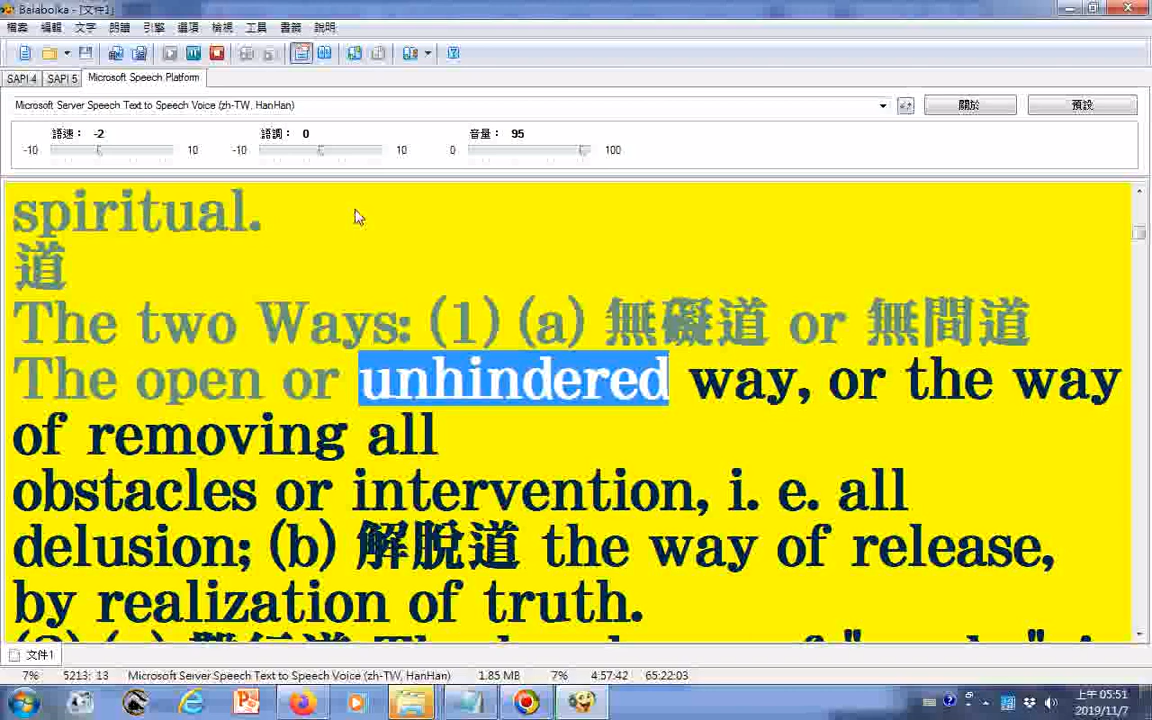 Balabolka - [文件1]
檔案 編輯 文字 朗讀 引擎 選項 檢視 工具 書籤 說明
SAPI 4 SAPI 5 Microsoft Speech Platform
Microsoft Server Speech Text to Speech Voice (zh-TW, HanHan) 關於 預設
語速： -2 語調： 0 音量： 95
-10 10 -10 10 0 100
spiritual.
道
The two Ways: (1) (a) 無礙道 or 無間道
The open or unhindered way, or the way
of removing all
obstacles or intervention, i. e. all
delusion; (b) 解脫道 the way of release,
by realization of truth.
文件1
7% 5213: 13 Microsoft Server Speech Text to Speech Voice (zh-TW, HanHan) 1.85 MB 7% 4:57:42 65:22:03
上午 05:51
2019/11/7